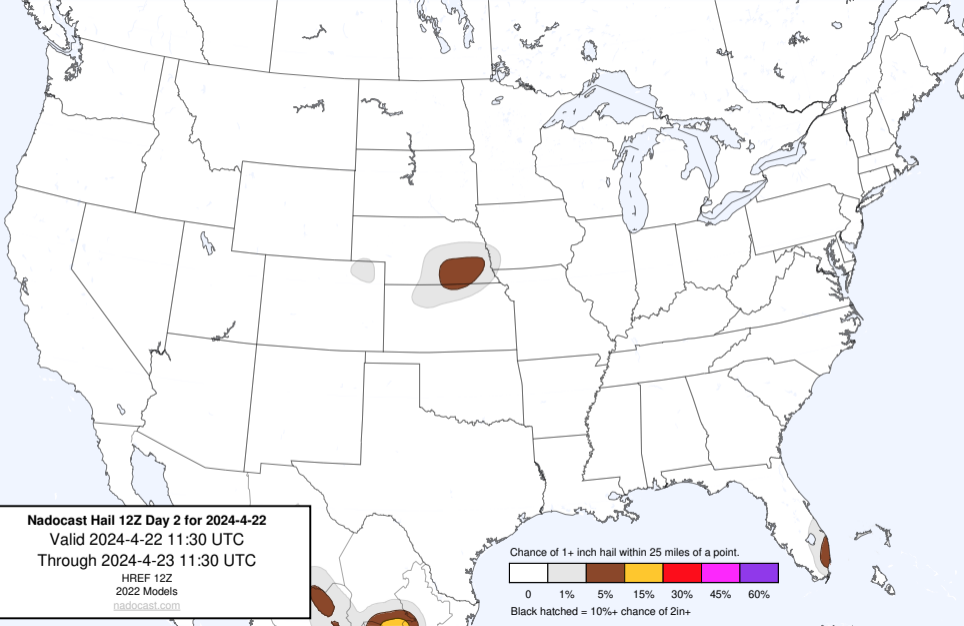 Nadocast Hail 12Z Day 2 for 2024-4-22
Valid 2024-4-22 11:30 UTC
Through 2024-4-23 11:30 UTC
HREF 12Z
2022 Models
nadocast.com
Chance of 1+ inch hail within 25 miles of a point.
0 1% 5% 15% 30% 45% 60%
Black hatched = 10%+ chance of 2in+